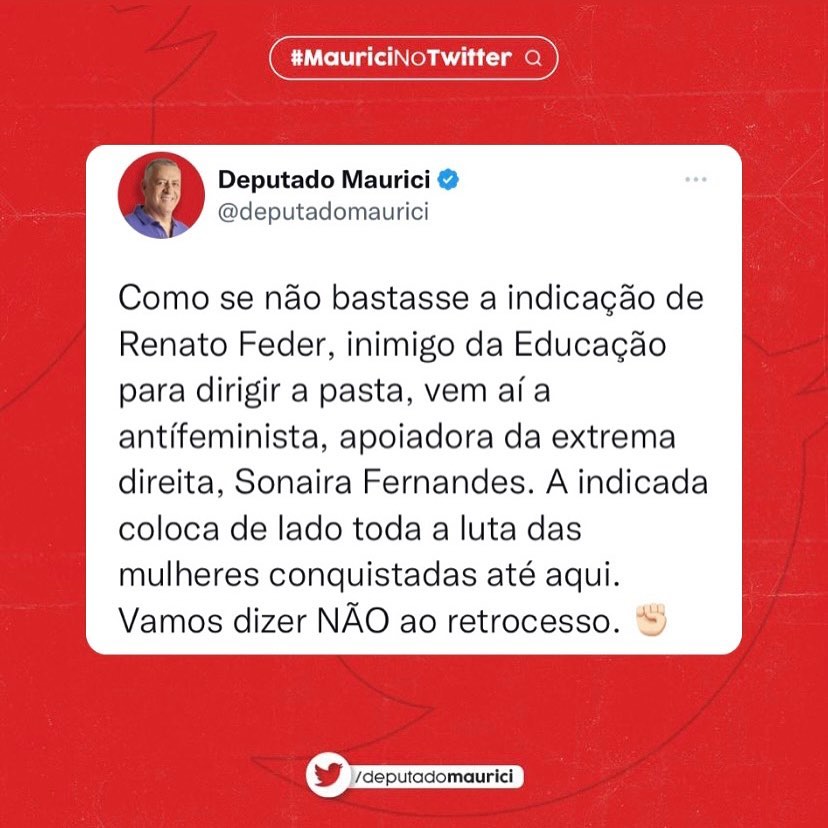 #MauriciNoTwitter
Deputado Maurici
@deputadomaurici
Como se não bastasse a indicação de
Renato Feder, inimigo da Educação
para dirigir a pasta, vem aí a
antífeminista, apoiadora da extrema
direita, Sonaira Fernandes. A indicada
coloca de lado toda a luta das
mulheres conquistadas até aqui.
Vamos dizer NÃO ao retrocesso. ✊🏻
/deputadomaurici